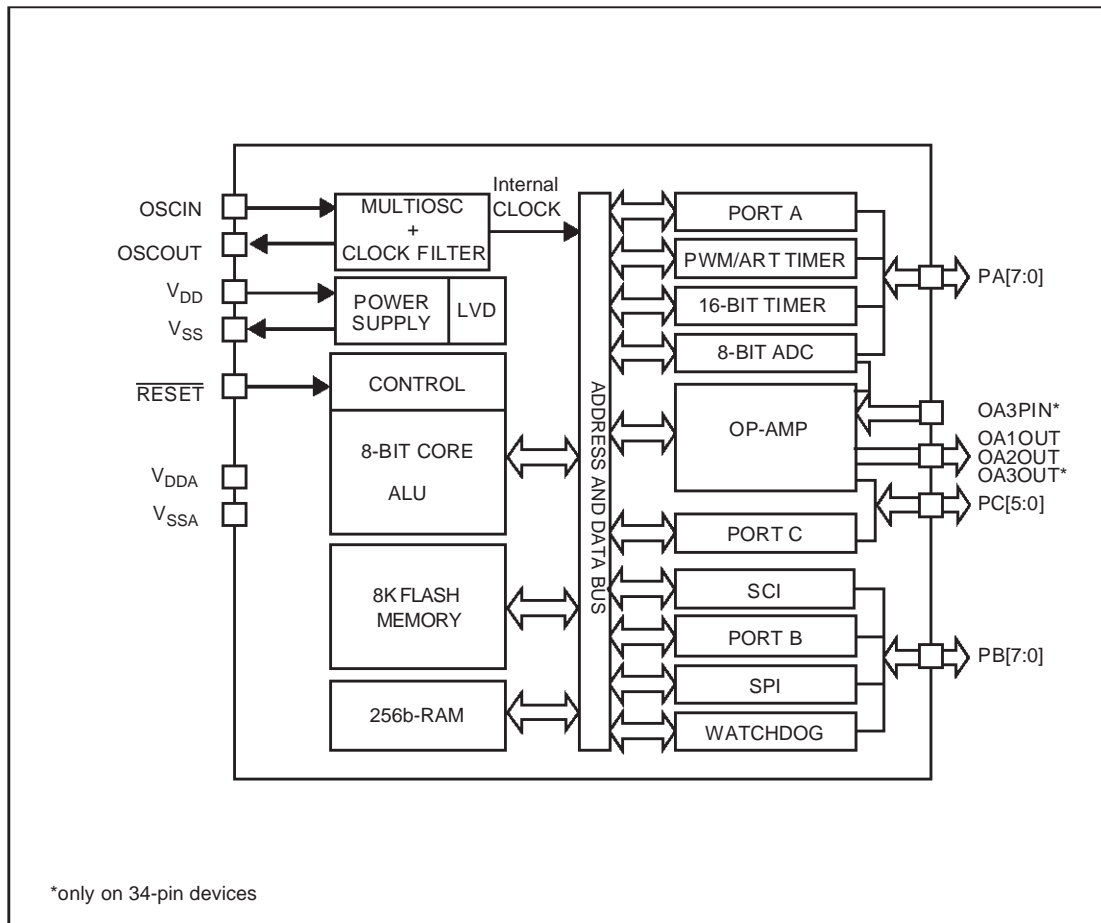 OSCIN
OSCOUT
VDD
VSS
RESET
VDDA
VSSA
MULTIOSC
+
CLOCK FILTER
Internal
CLOCK
POWER
SUPPLY
LVD
CONTROL
8-BIT CORE
ALU
8K FLASH
MEMORY
256b-RAM
ADDRESS AND DATA BUS
PORT A
PWM/ART TIMER
16-BIT TIMER
8-BIT ADC
OP-AMP
PORT C
SCI
PORT B
SPI
WATCHDOG
PA[7:0]
OA3PIN*
OA1OUT
OA2OUT
OA3OUT*
PC[5:0]
PB[7:0]
*only on 34-pin devices